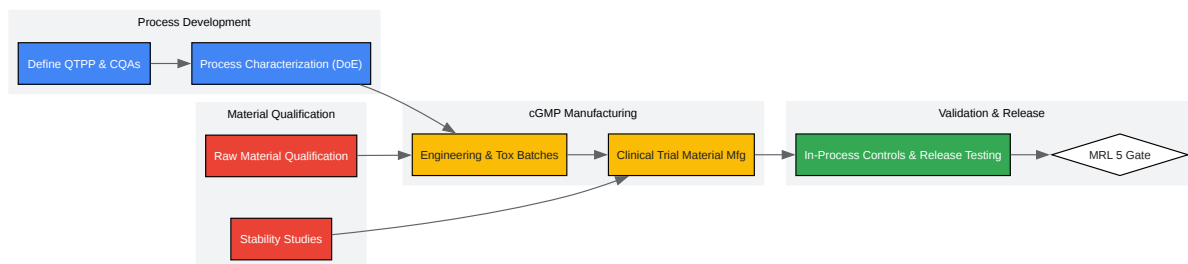 Process Development
Define QTPP & CQAs
Process Characterization (DoE)
Material Qualification
Raw Material Qualification
Stability Studies
cGMP Manufacturing
Engineering & Tox Batches
Clinical Trial Material Mfg
Validation & Release
In-Process Controls & Release Testing
MRL 5 Gate